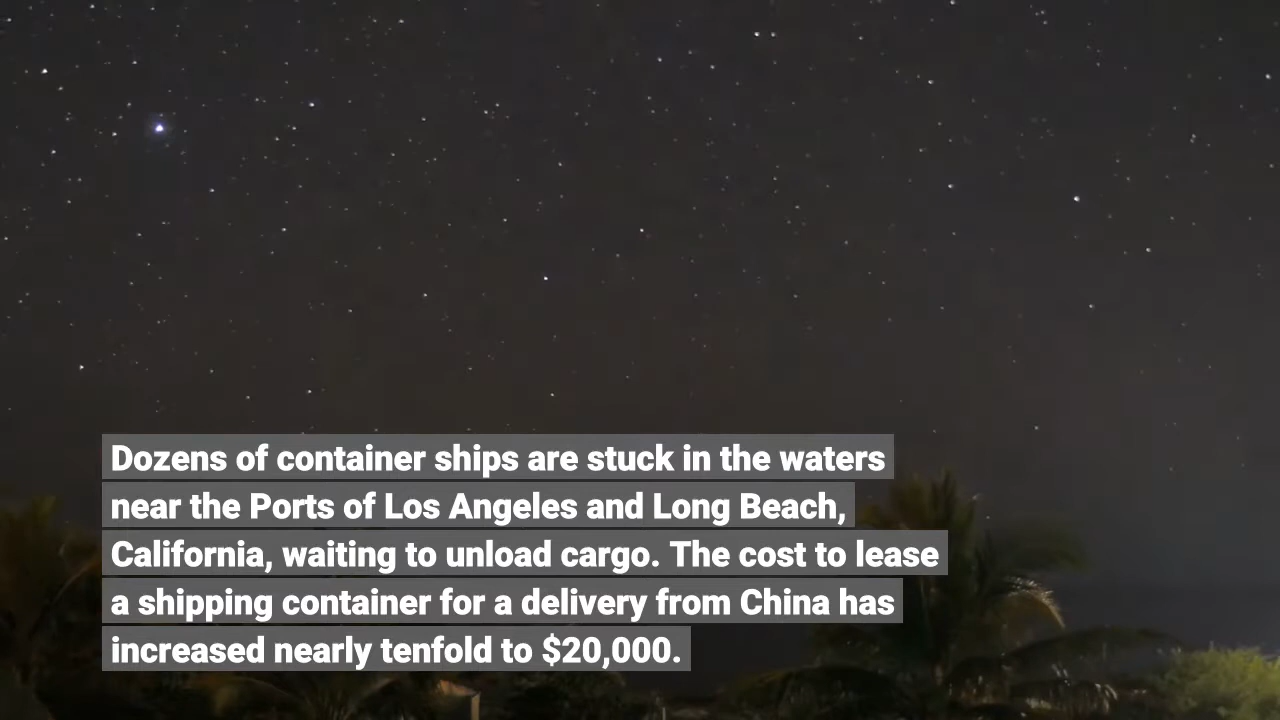 Dozens of container ships are stuck in the waters
near the Ports of Los Angeles and Long Beach,
California, waiting to unload cargo. The cost to lease
a shipping container for a delivery from China has
increased nearly tenfold to $20,000.